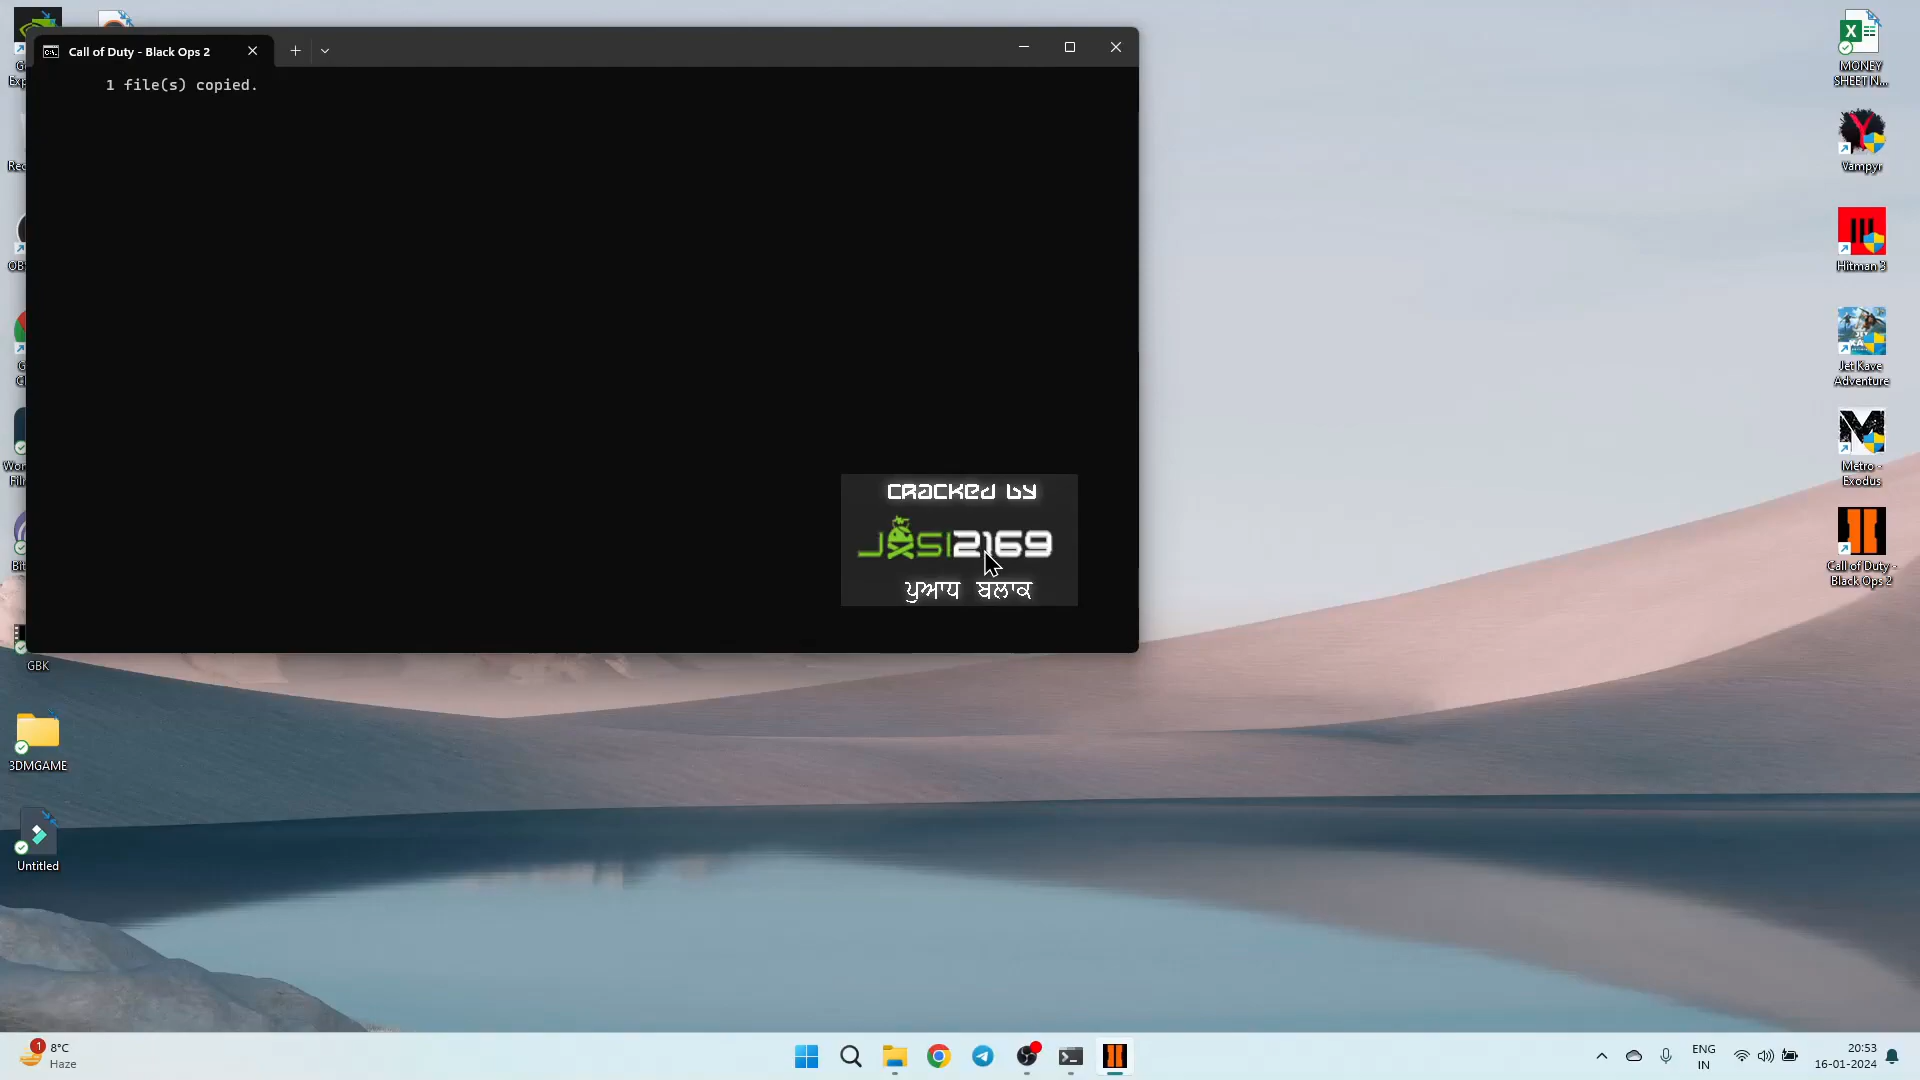 Call of Duty - Black Ops 2
1 file(s) copied.
CRACKED BY
JASI2169
ਪੁਆਧ ਬਲਾਕ
GBK
3DMGAME
Untitled
MONEY
SHEET N...
Vampyr
Hitman 3
Jet Kave
Adventure
Metro -
Exodus
Call of Duty -
Black Ops 2
1
8°C
Haze
ENG
IN
20:53
16-01-2024